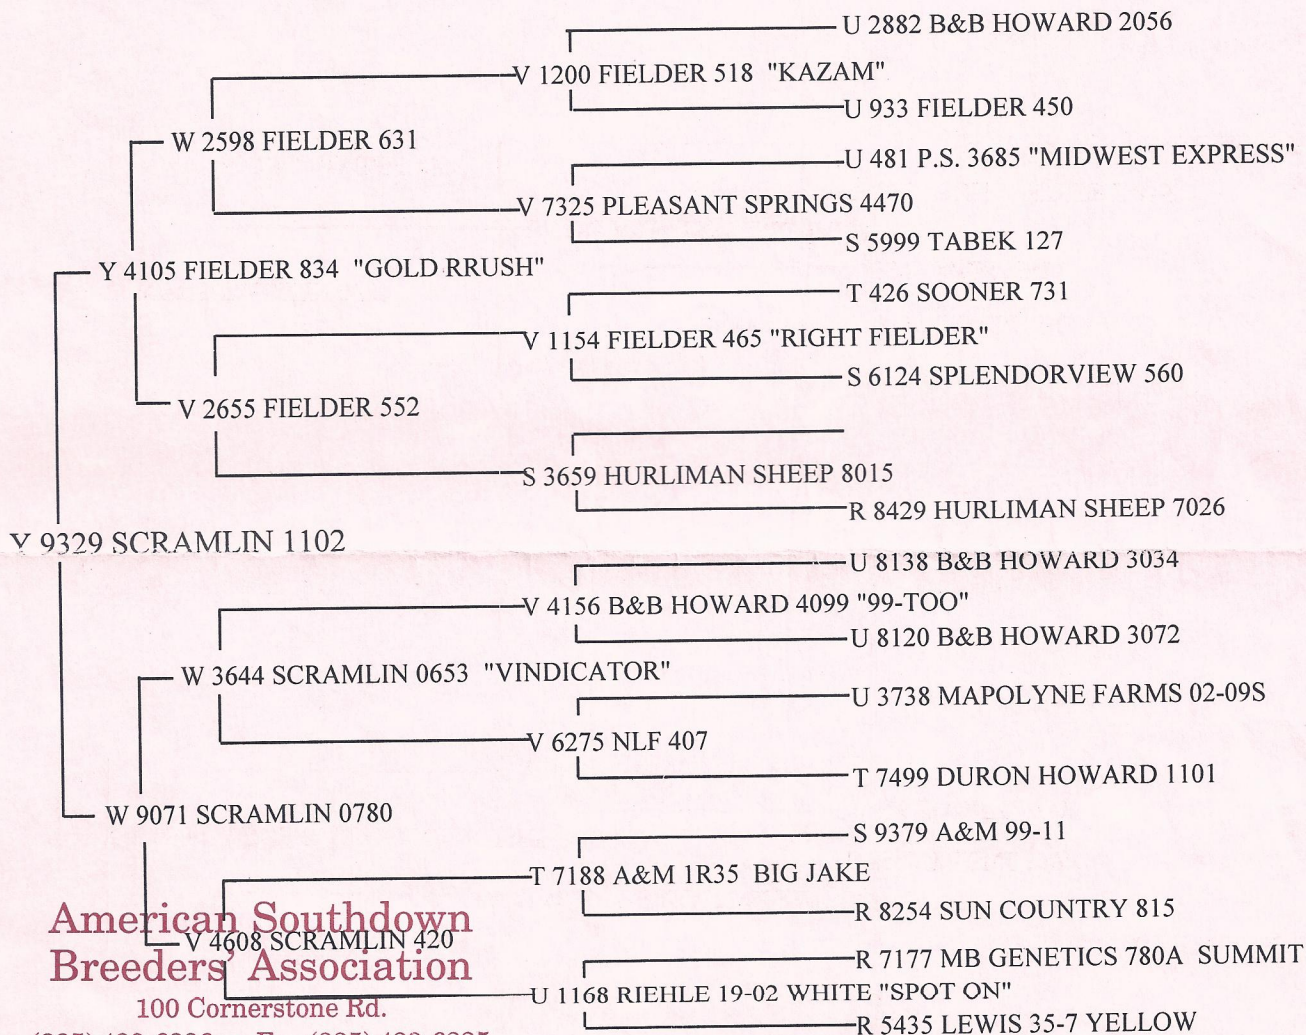 U 2882 B&B HOWARD 2056
V 1200 FIELDER 518 "KAZAM"
U 933 FIELDER 450
W 2598 FIELDER 631
U 481 P.S. 3685 "MIDWEST EXPRESS"
V 7325 PLEASANT SPRINGS 4470
S 5999 TABEK 127
Y 4105 FIELDER 834 "GOLD RRUSH"
T 426 SOONER 731
V 1154 FIELDER 465 "RIGHT FIELDER"
S 6124 SPLENDORVIEW 560
V 2655 FIELDER 552
S 3659 HURLIMAN SHEEP 8015
R 8429 HURLIMAN SHEEP 7026
Y 9329 SCRAMLIN 1102
U 8138 B&B HOWARD 3034
V 4156 B&B HOWARD 4099 "99-TOO"
U 8120 B&B HOWARD 3072
W 3644 SCRAMLIN 0653 "VINDICATOR"
U 3738 MAPOLYNE FARMS 02-09S
V 6275 NLF 407
T 7499 DURON HOWARD 1101
W 9071 SCRAMLIN 0780
S 9379 A&M 99-11
T 7188 A&M 1R35 BIG JAKE
R 8254 SUN COUNTRY 815
American Southdown
V 4608 SCRAMLIN 420
Breeders' Association
R 7177 MB GENETICS 780A SUMMIT
U 1168 RIEHLE 19-02 WHITE "SPOT ON"
100 Cornerstone Rd.
R 5435 LEWIS 35-7 YELLOW